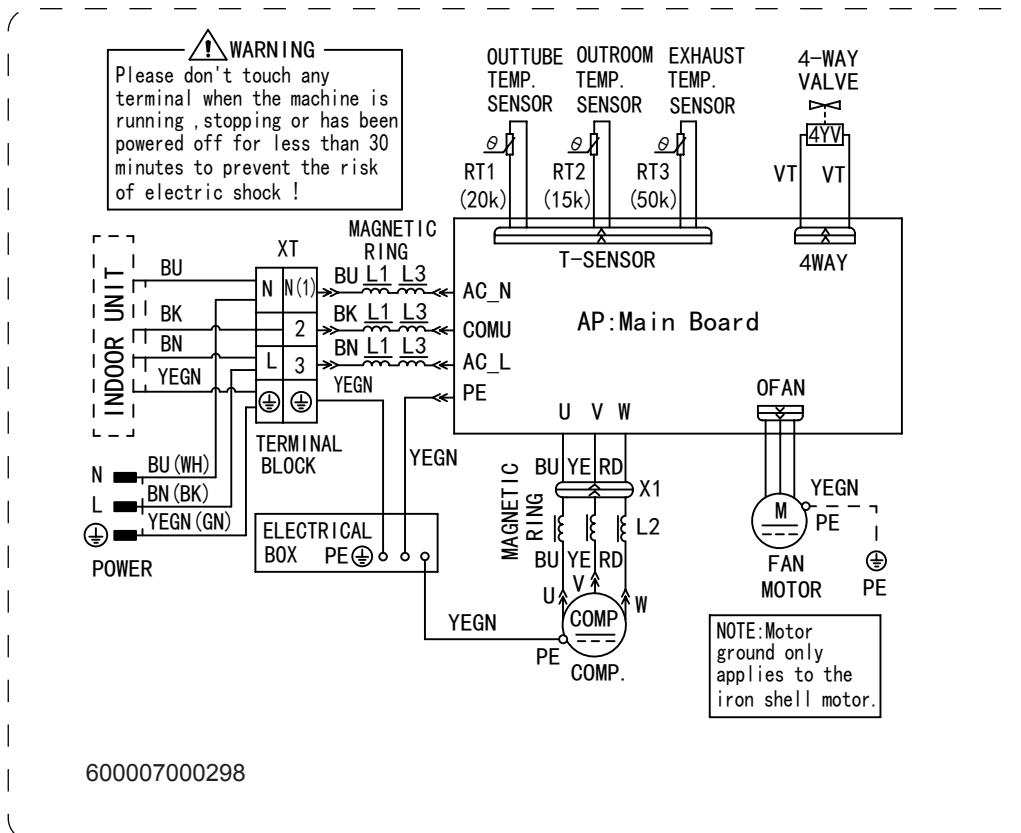 WARNING
Please don't touch any
terminal when the machine is
running ,stopping or has been
powered off for less than 30
minutes to prevent the risk
of electric shock !
OUTTUBE
TEMP.
SENSOR
OUTROOM
TEMP.
SENSOR
EXHAUST
TEMP.
SENSOR
4-WAY
VALVE
4YV
VT VT
θ
RT1
(20k)
θ
RT2
(15k)
θ
RT3
(50k)
T-SENSOR
4WAY
INDOOR UNIT
BU
BK
BN
YEGN
XT
N N(1)
2
L 3
TERMINAL
BLOCK
MAGNETIC
RING
BU L1 L3
BK L1 L3
BN L1 L3
YEGN
AC_N
COMU
AC_L
PE
AP:Main Board
U V W
OFAN
N
L
POWER
BU(WH)
BN(BK)
YEGN(GN)
YEGN
ELECTRICAL
BOX PE
MAGNETIC
RING
BU YE RD
X1
L2
BU YE RD
U V W
COMP
PE
COMP.
YEGN
M
FAN
MOTOR
YEGN
PE
PE
NOTE:Motor
ground only
applies to the
iron shell motor.
600007000298